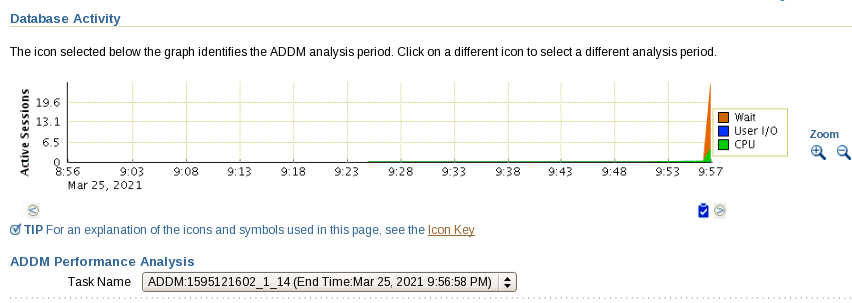 Database Activity
The icon selected below the graph identifies the ADDM analysis period. Click on a different icon to select a different analysis period.
Active Sessions
19.6
13.1
6.5
0
8:56 9:03 9:08 9:13 9:18 9:23 9:28 9:33 9:38 9:43 9:48 9:53 9:57
Mar 25, 2021
Wait
User I/O
CPU
Zoom
TIP For an explanation of the icons and symbols used in this page, see the Icon Key
ADDM Performance Analysis
Task Name ADDM:1595121602_1_14 (End Time:Mar 25, 2021 9:56:58 PM)